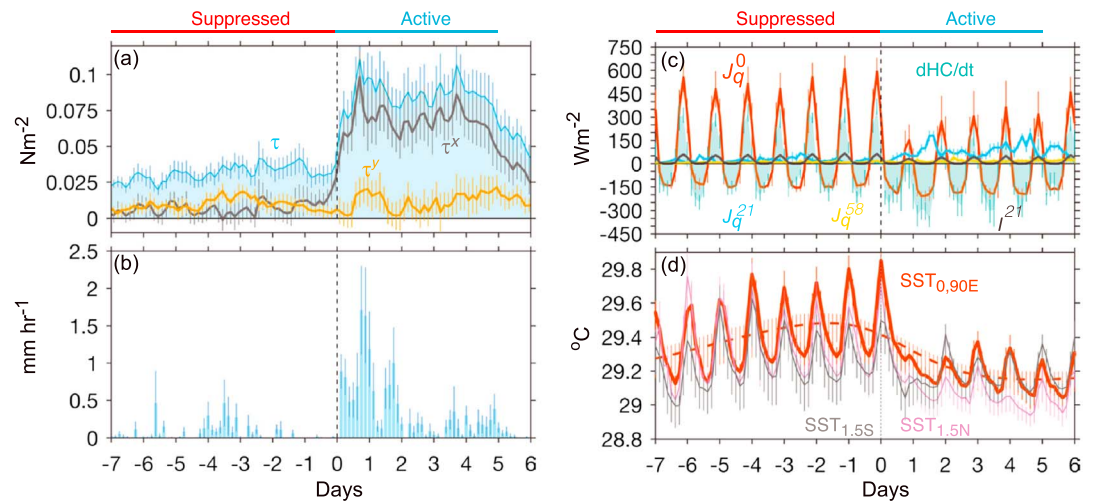 Suppressed Active
(a)
0.1
0.075
0.05
0.025
0
Nm-2
τ
τx
τy
(b)
2.5
2
1.5
1
0.5
0
mm hr-1
-7 -6 -5 -4 -3 -2 -1 0 1 2 3 4 5 6
Days
Suppressed Active
(c)
750
600
450
300
150
0
-150
-300
-450
Wm-2
Jq0
dHC/dt
Jq21
Jq58
I21
(d)
29.8
29.6
29.4
29.2
29
28.8
oC
SST0,90E
SST1.5S
SST1.5N
-7 -6 -5 -4 -3 -2 -1 0 1 2 3 4 5 6
Days